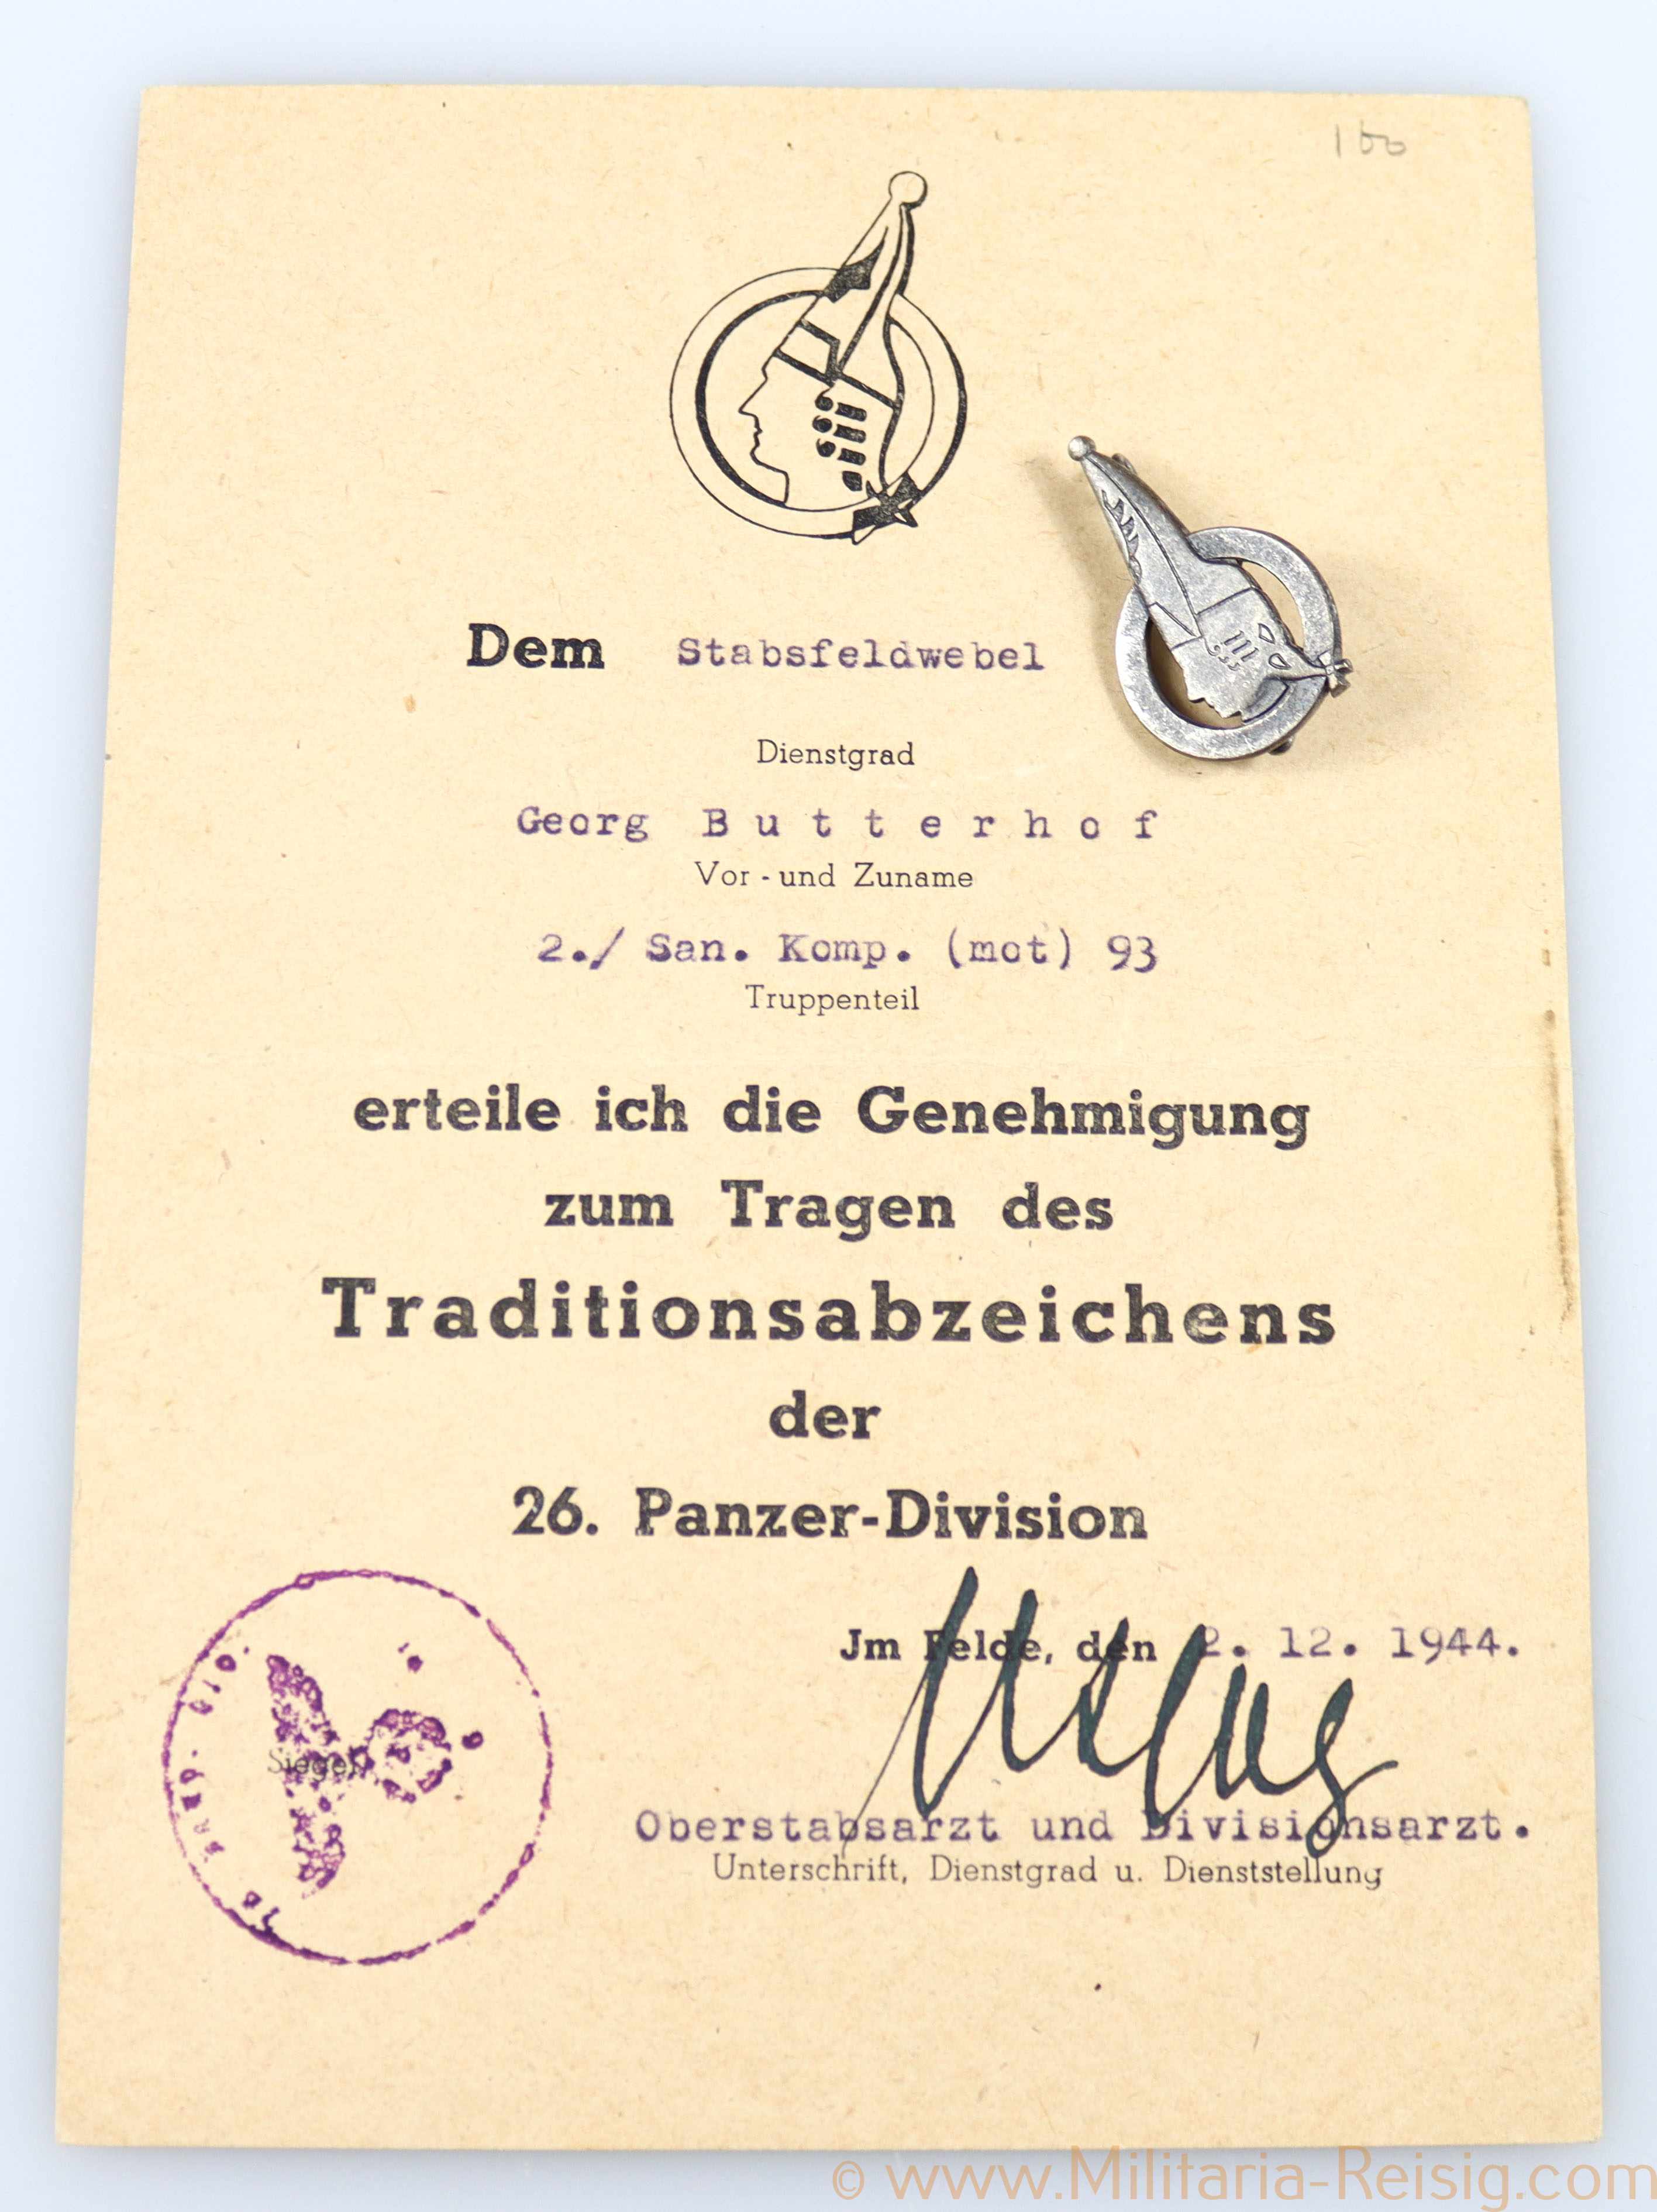 Dem Stabsfeldwebel
Dienstgrad
Georg Butterhof
Vor-und Zuname
2./ San. Komp. (mot) 93
Truppenteil
erteile ich die Genehmigung
zum Tragen des
Traditionsabzeichens
der
26. Panzer-Division
Jm Felde, den 2. 12. 1944.
Siegel
Oberstabsarzt und Divisionsarzt.
Unterschrift, Dienstgrad u. Dienststellung
© www.Militaria-Reisig.com